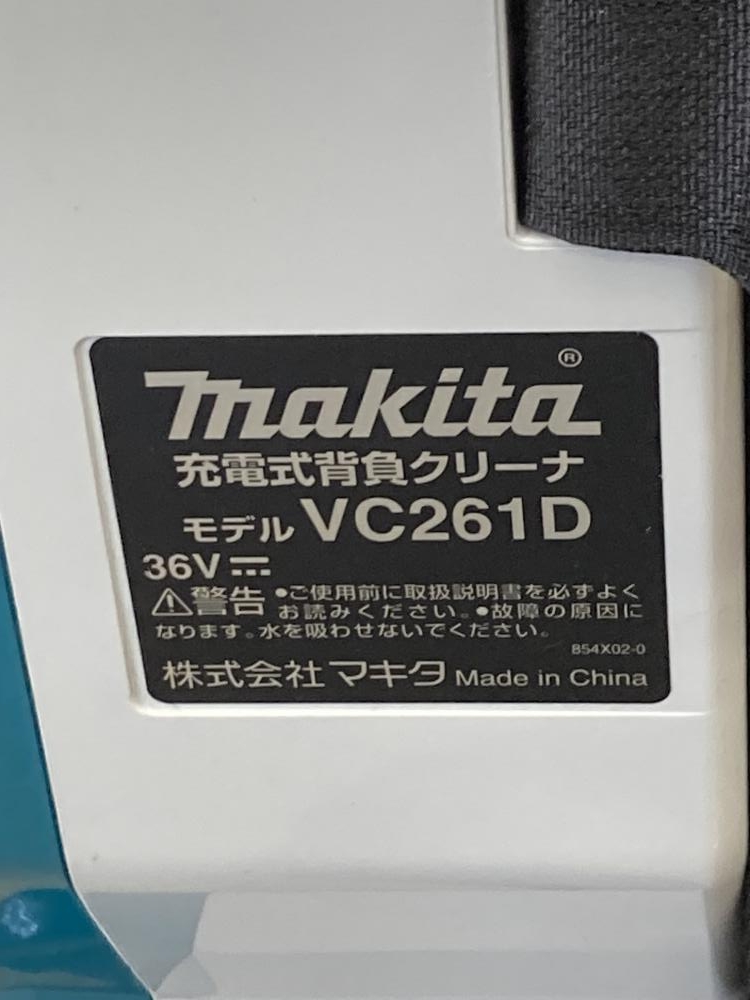 makita®
充電式背負クリーナ
モデル VC261D
36V ⎓
⚠警告 •ご使用前に取扱説明書を必ずよく
お読みください。•故障の原因に
なります。水を吸わせないでください。
854X02-0
株式会社マキタ Made in China